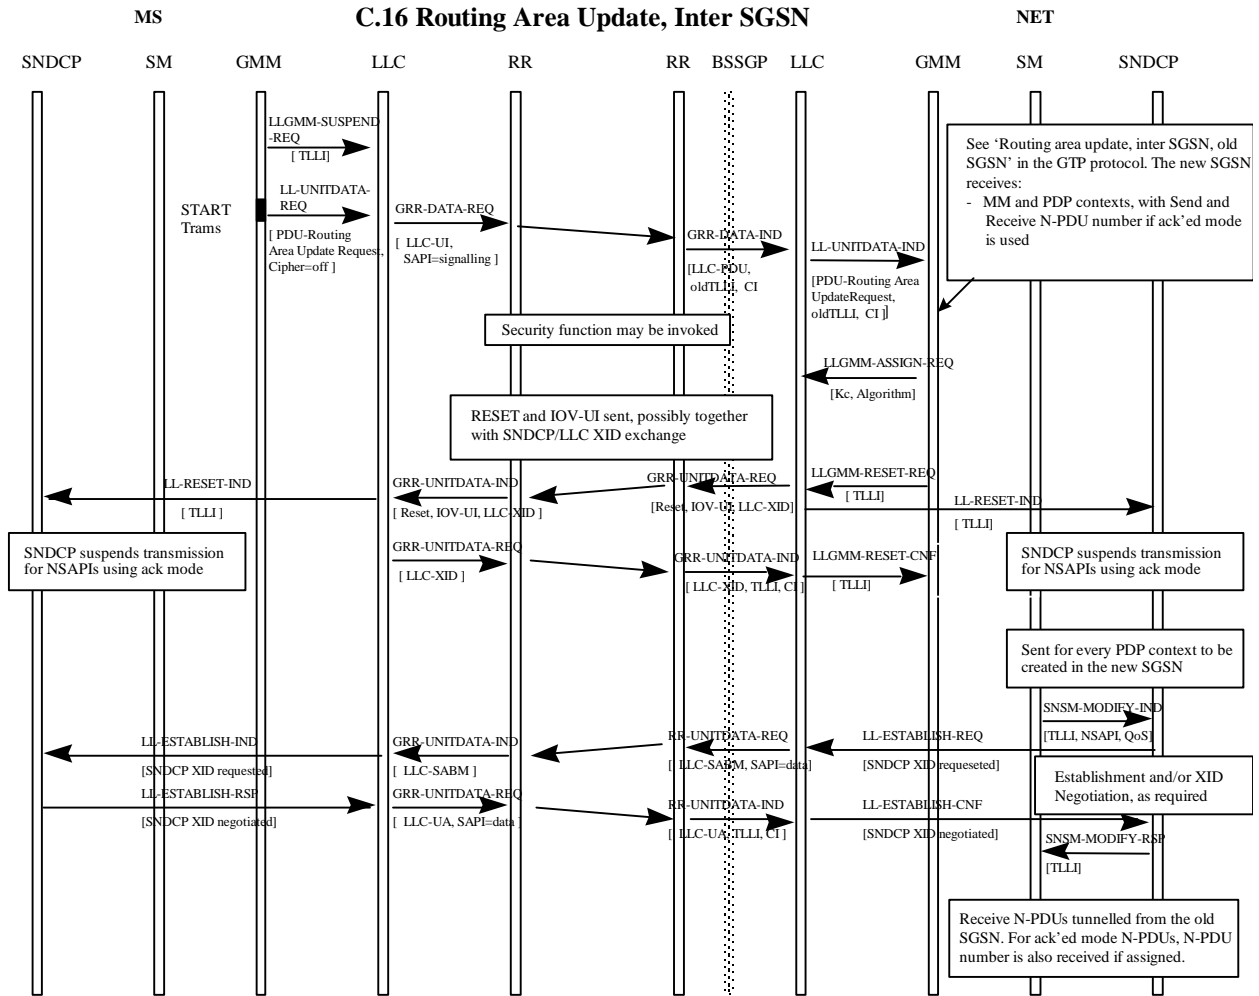 MS
C.16 Routing Area Update, Inter SGSN
NET
SNDCP
SM
GMM
LLC
RR
RR
BSSGP
LLC
GMM
SM
SNDCP
LLGMM-SUSPEND
-REQ
[ TLLI]
START
Trams
LL-UNITDATA-
REQ
[ PDU-Routing
Area Update Request,
Cipher=off ]
GRR-DATA-REQ
[ LLC-UI,
SAPI=signalling ]
GRR-DATA-IND
[LLC-PDU,
oldTLLI, CI
LL-UNITDATA-IND
[PDU-Routing Area
UpdateRequest,
oldTLLI, CI ]]
See ‘Routing area update, inter SGSN, old
SGSN’ in the GTP protocol. The new SGSN
receives:
- MM and PDP contexts, with Send and
Receive N-PDU number if ack’ed mode
is used
Security function may be invoked
LLGMM-ASSIGN-REQ
[Kc, Algorithm]
RESET and IOV-UI sent, possibly together
with SNDCP/LLC XID exchange
LL-RESET-IND
[ TLLI ]
GRR-UNITDATA-IND
[ Reset, IOV-UI, LLC-XID ]
GRR-UNITDATA-REQ
[Reset, IOV-UI, LLC-XID]
LLGMM-RESET-REQ
[ TLLI]
LL-RESET-IND
[ TLLI]
SNDCP suspends transmission
for NSAPIs using ack mode
GRR-UNITDATA-REQ
[ LLC-XID ]
GRR-UNITDATA-IND
[ LLC-XID, TLLI, CI ]
LLGMM-RESET-CNF
[ TLLI]
SNDCP suspends transmission
for NSAPIs using ack mode
Sent for every PDP context to be
created in the new SGSN
SNSM-MODIFY-IND
[TLLI, NSAPI, QoS]
LL-ESTABLISH-IND
[SNDCP XID requested]
GRR-UNITDATA-IND
[ LLC-SABM ]
RR-UNITDATA-REQ
[ LLC-SABM, SAPI=data]
LL-ESTABLISH-REQ
[SNDCP XID requeseted]
Establishment and/or XID
Negotiation, as required
LL-ESTABLISH-RSP
[SNDCP XID negotiated]
GRR-UNITDATA-REQ
[ LLC-UA, SAPI=data ]
RR-UNITDATA-IND
[ LLC-UA, TLLI, CI ]
LL-ESTABLISH-CNF
[SNDCP XID negotiated]
SNSM-MODIFY-RSP
[TLLI]
Receive N-PDUs tunnelled from the old
SGSN. For ack’ed mode N-PDUs, N-PDU
number is also received if assigned.